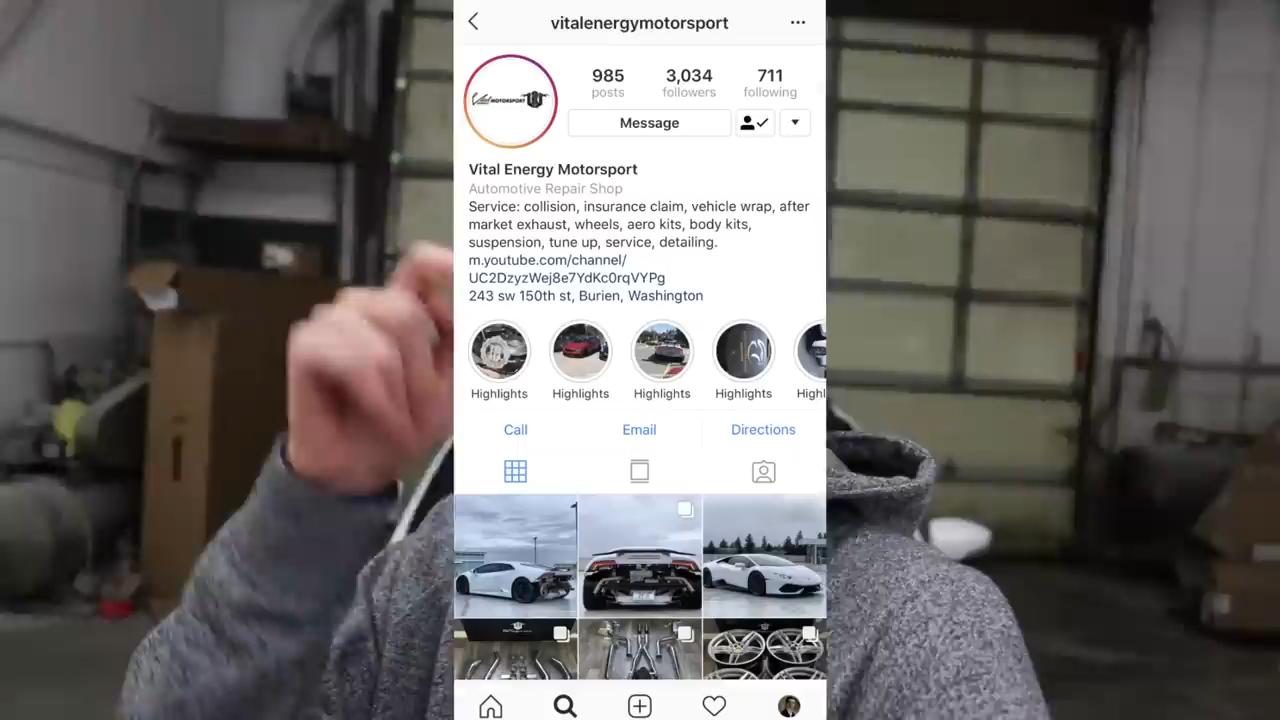 vitalenergymotorsport
985
3,034
711
posts
followers
following
MOTORSPORT
Message
Vital Energy Motorsport
Automotive Repair Shop
Service: collision, insurance claim, vehicle wrap, after
market exhaust, wheels, aero kits, body kits,
suspension, tune up, service, detailing.
m.youtube.com/channel/
UC2DzyzWej8e7YdKc0rqVYPg
243 sw 150th st, Burien, Washington
Highlights
Highlights
Highlights
Highlights
Highl
Call
Email
Directions